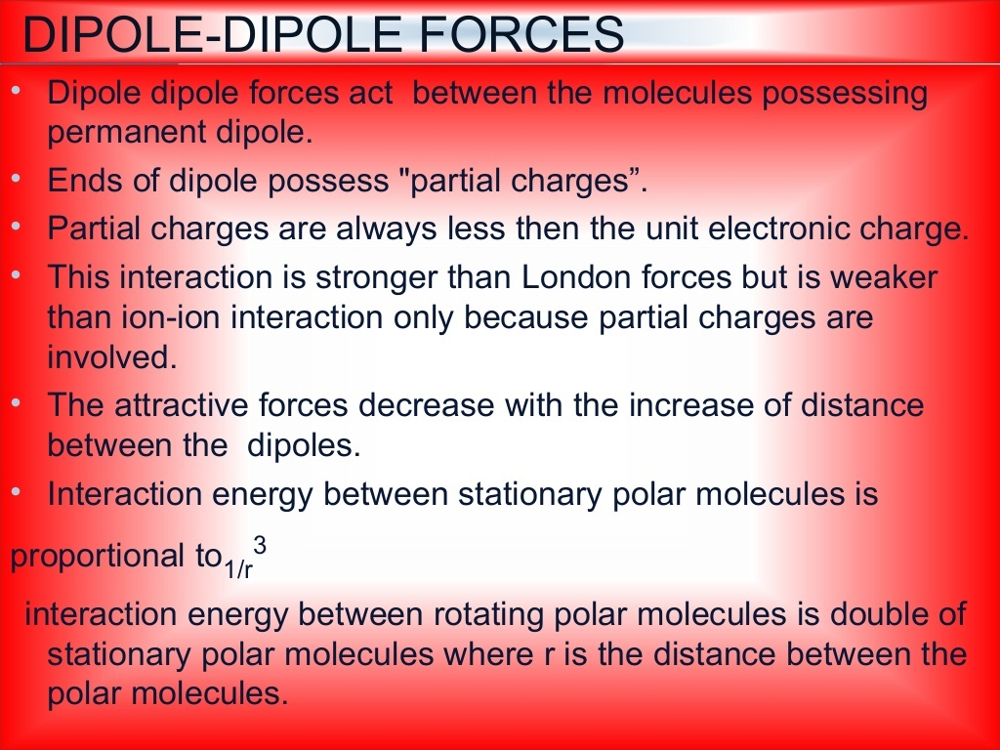 DIPOLE-DIPOLE FORCES
• Dipole dipole forces act  between the molecules possessing
permanent dipole.
• Ends of dipole possess "partial charges”.
• Partial charges are always less then the unit electronic charge.
• This interaction is stronger than London forces but is weaker
than ion-ion interaction only because partial charges are
involved.
• The attractive forces decrease with the increase of distance
between the  dipoles.
• Interaction energy between stationary polar molecules is
proportional to1/r3
interaction energy between rotating polar molecules is double of
stationary polar molecules where r is the distance between the
polar molecules.